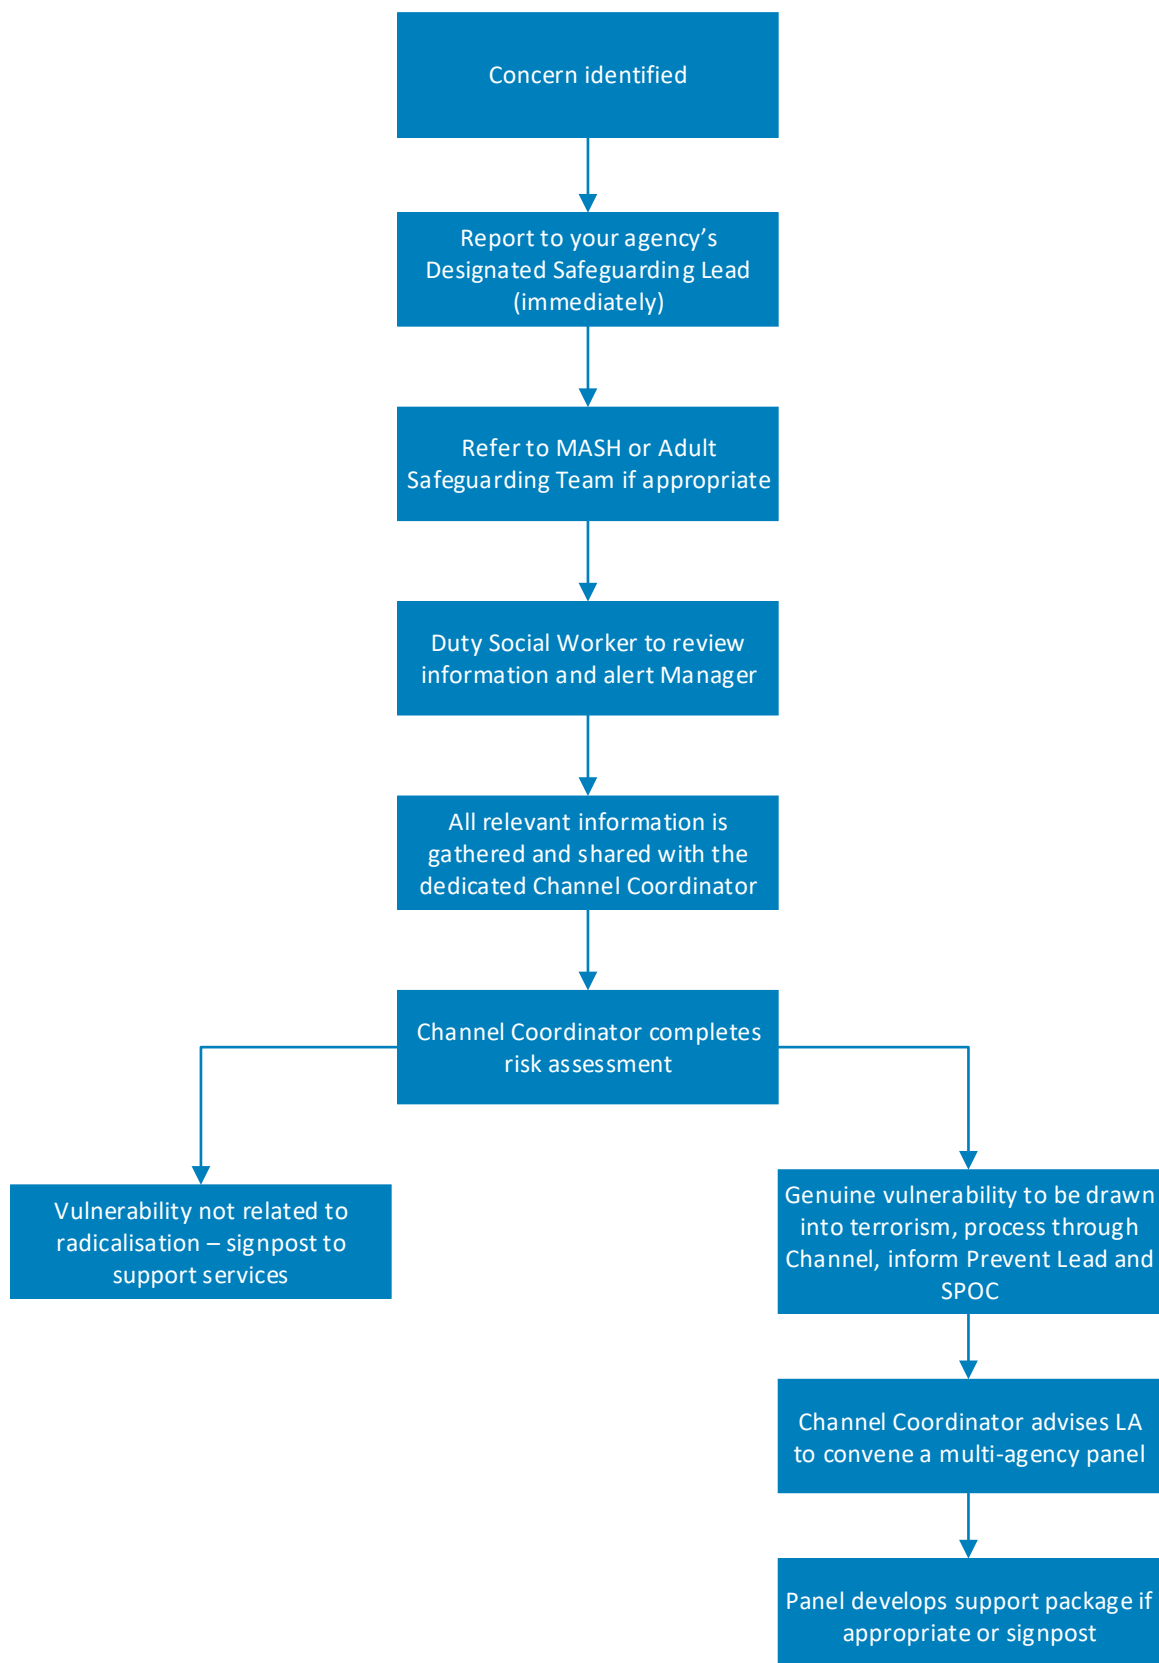 Concern identified
Report to your agency’s
Designated Safeguarding Lead
(immediately)
Refer to MASH or Adult
Safeguarding Team if appropriate
Duty Social Worker to review
information and alert Manager
All relevant information is
gathered and shared with the
dedicated Channel Coordinator
Channel Coordinator completes
risk assessment
Vulnerability not related to
radicalisation – signpost to
support services
Genuine vulnerability to be drawn
into terrorism, process through
Channel, inform Prevent Lead and
SPOC
Channel Coordinator advises LA
to convene a multi-agency panel
Panel develops support package if
appropriate or signpost